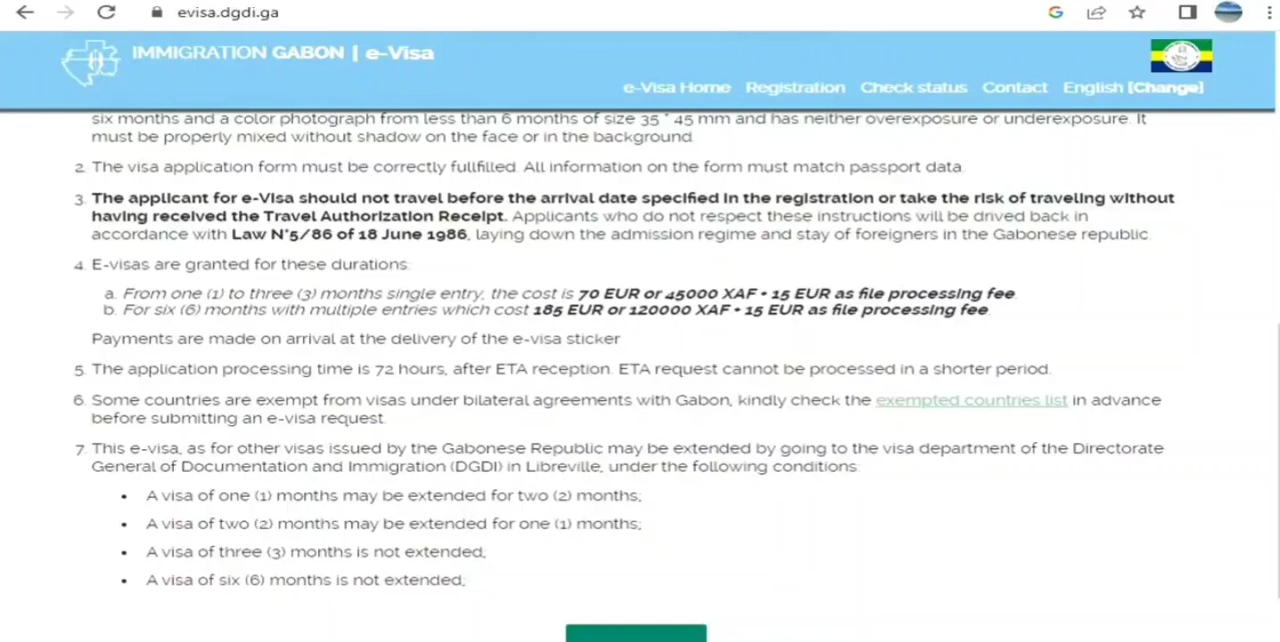 evisa.dgdi.ga
IMMIGRATION GABON | e-Visa
e-Visa Home Registration Check status Contact English [Change]
six months and a color photograph from less than 6 months of size 35 * 45 mm and has neither overexposure or underexposure. It
must be properly mixed without shadow on the face or in the background.
2. The visa application form must be correctly fullfilled. All information on the form must match passport data.
3. The applicant for e-Visa should not travel before the arrival date specified in the registration or take the risk of traveling without
having received the Travel Authorization Receipt. Applicants who do not respect these instructions will be drived back in
accordance with Law N°5/86 of 18 June 1986, laying down the admission regime and stay of foreigners in the Gabonese republic.
4. E-visas are granted for these durations:
a. From one (1) to three (3) months single entry, the cost is 70 EUR or 45000 XAF + 15 EUR as file processing fee.
b. For six (6) months with multiple entries which cost 185 EUR or 120000 XAF + 15 EUR as file processing fee.
Payments are made on arrival at the delivery of the e-visa sticker
5. The application processing time is 72 hours, after ETA reception. ETA request cannot be processed in a shorter period.
6. Some countries are exempt from visas under bilateral agreements with Gabon, kindly check the exempted countries list in advance
before submitting an e-visa request.
7. This e-visa, as for other visas issued by the Gabonese Republic may be extended by going to the visa department of the Directorate
General of Documentation and Immigration (DGDI) in Libreville, under the following conditions:
• A visa of one (1) months may be extended for two (2) months;
• A visa of two (2) months may be extended for one (1) months;
• A visa of three (3) months is not extended;
• A visa of six (6) months is not extended;